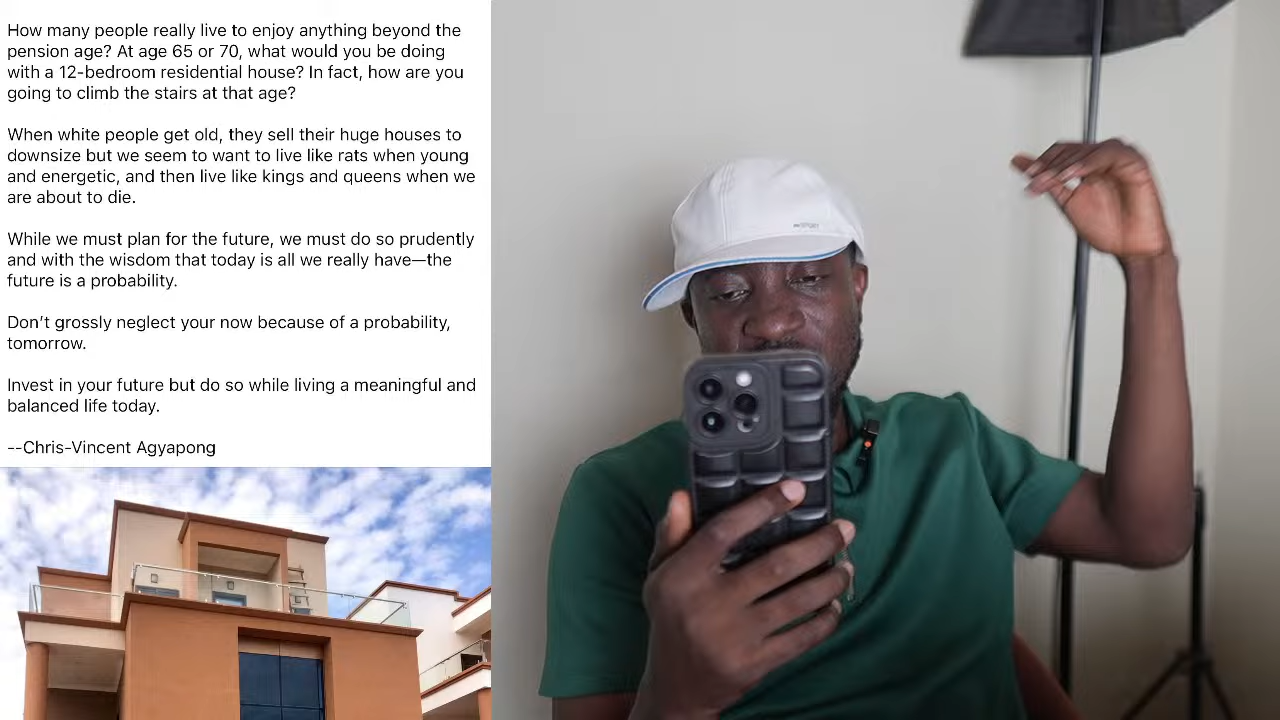 How many people really live to enjoy anything beyond the
pension age? At age 65 or 70, what would you be doing
with a 12-bedroom residential house? In fact, how are you
going to climb the stairs at that age?
When white people get old, they sell their huge houses to
downsize but we seem to want to live like rats when young
and energetic, and then live like kings and queens when we
are about to die.
While we must plan for the future, we must do so prudently
and with the wisdom that today is all we really have—the
future is a probability.
Don’t grossly neglect your now because of a probability,
tomorrow.
Invest in your future but do so while living a meaningful and
balanced life today.
--Chris-Vincent Agyapong